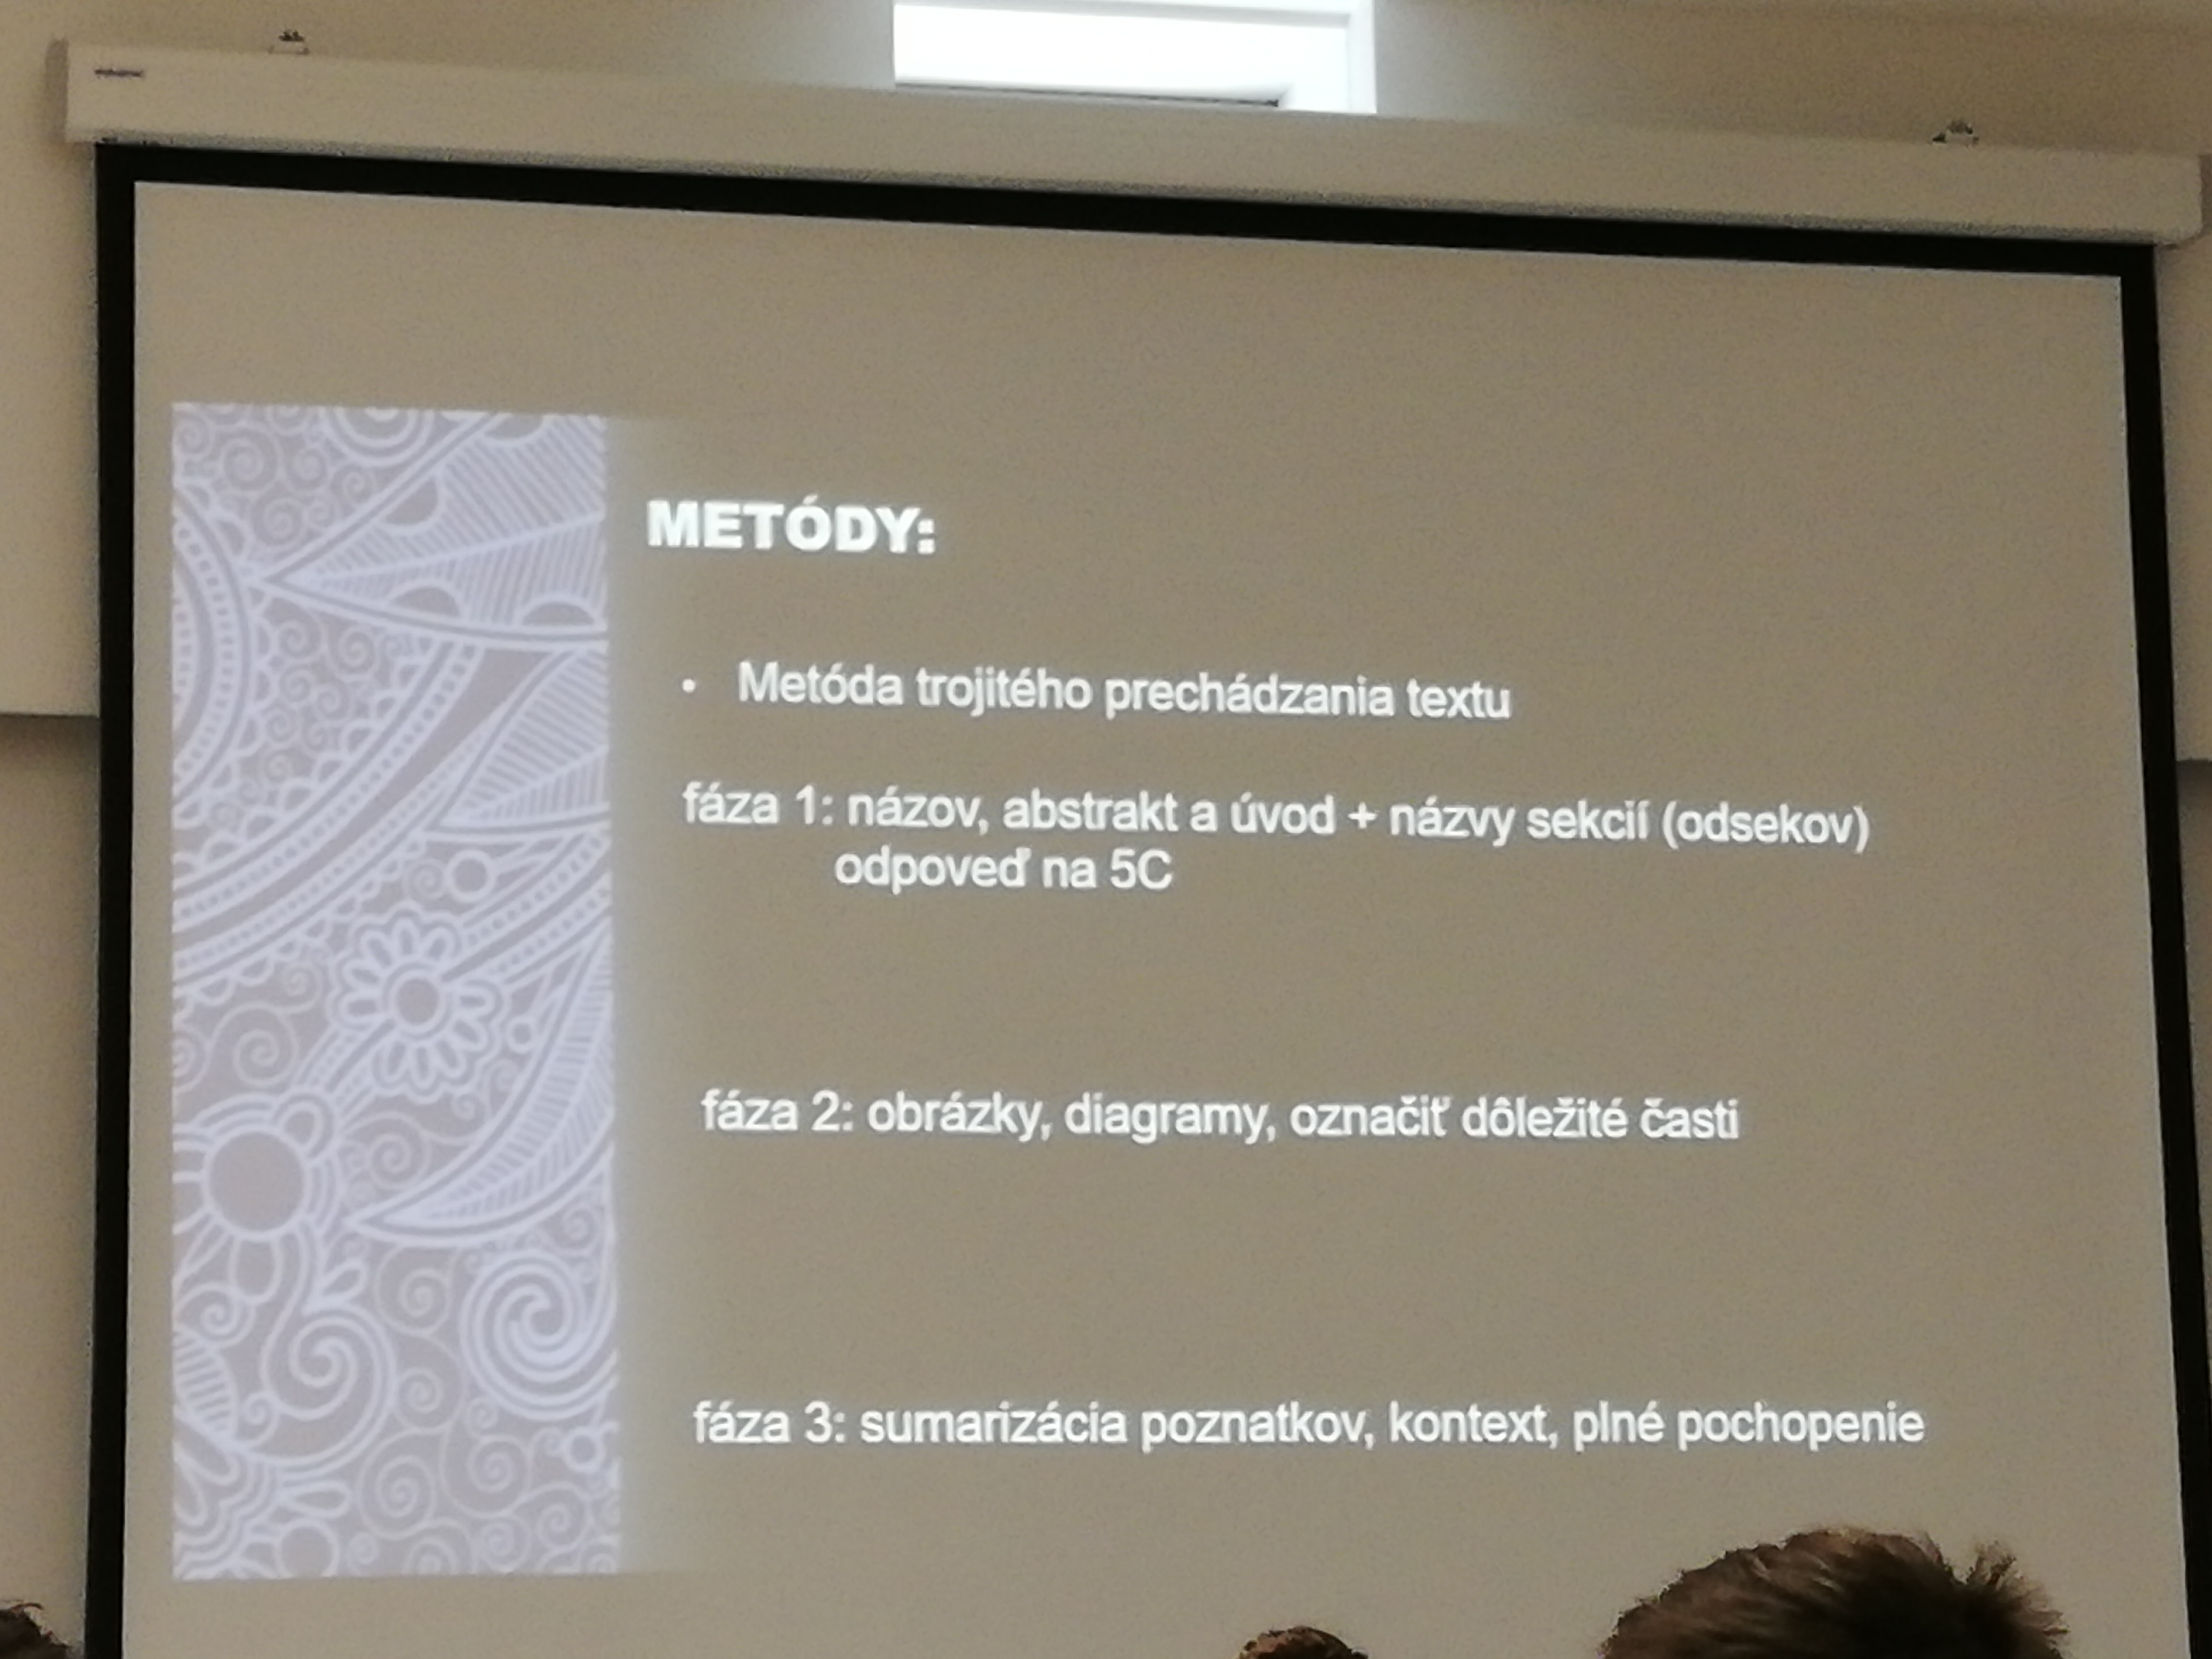 METÓDY:
• Metóda trojitého prechádzania textu
fáza 1: názov, abstrakt a úvod + názvy sekcií (odsekov)
odpoveď na 5C
fáza 2: obrázky, diagramy, označiť dôležité časti
fáza 3: sumarizácia poznatkov, kontext, plné pochopenie